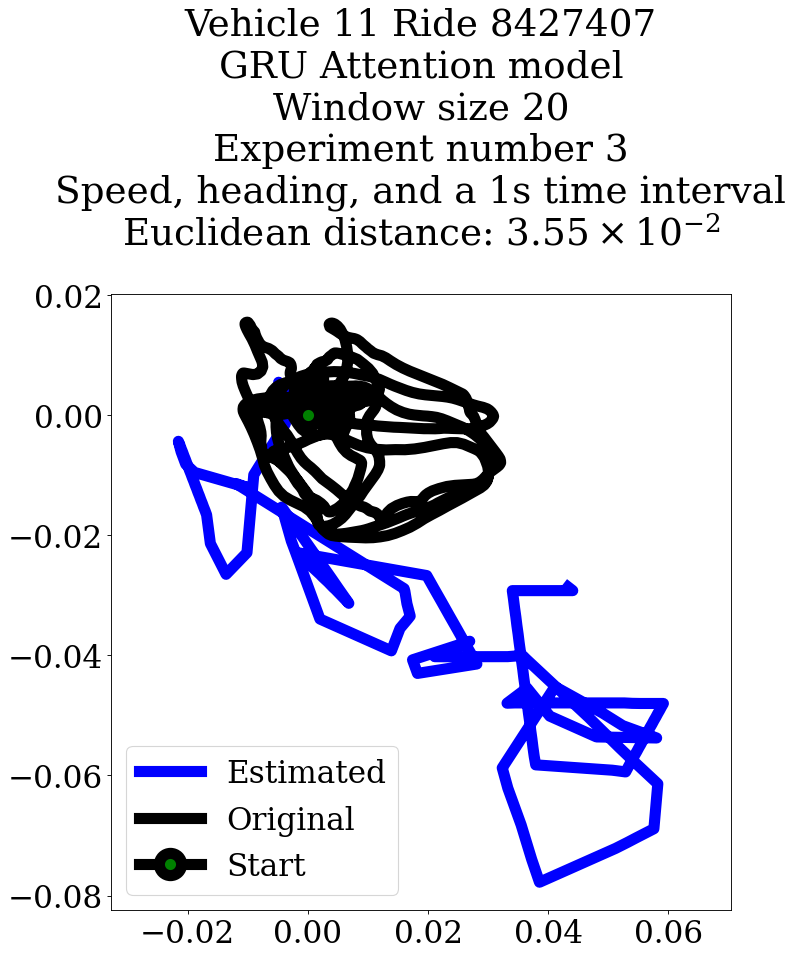 Vehicle 11 Ride 8427407
GRU Attention model
Window size 20
Experiment number 3
Speed, heading, and a 1s time interval
Euclidean distance: 3.55 × 10⁻²
0.02
0.00
−0.02
−0.04
−0.06
−0.08
Estimated
Original
Start
−0.02 0.00 0.02 0.04 0.06